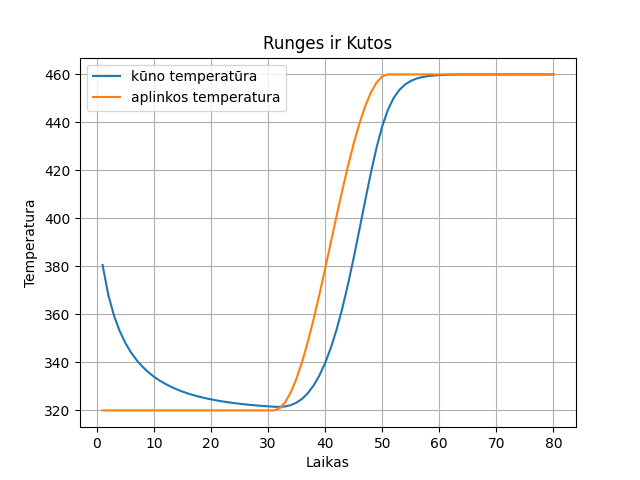 Runges ir Kutos
kūno temperatūra
aplinkos temperatura
Temperatura
460
440
420
400
380
360
340
320
0 10 20 30 40 50 60 70 80
Laikas